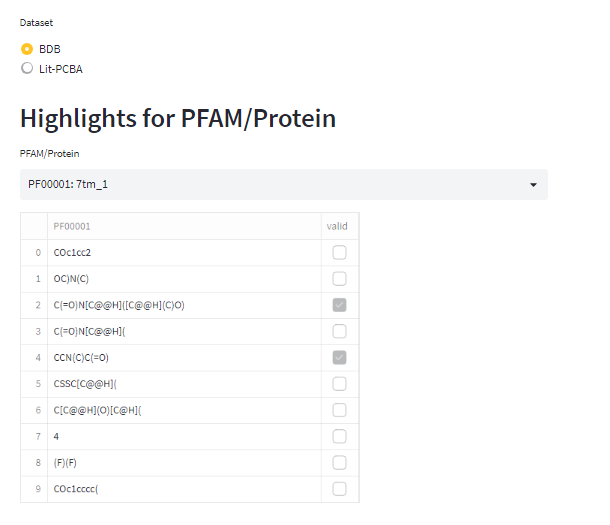 Dataset
BDB
Lit-PCBA
Highlights for PFAM/Protein
PFAM/Protein
PF00001: 7tm_1
PF00001 valid
0 COc1cc2
1 OC)N(C)
2 C(=O)N[C@@H]([C@@H](C)O)
3 C(=O)N[C@@H](
4 CCN(C)C(=O)
5 CSSC[C@@H](
6 C[C@@H](O)[C@H](
7 4
8 (F)(F)
9 COc1cccc(